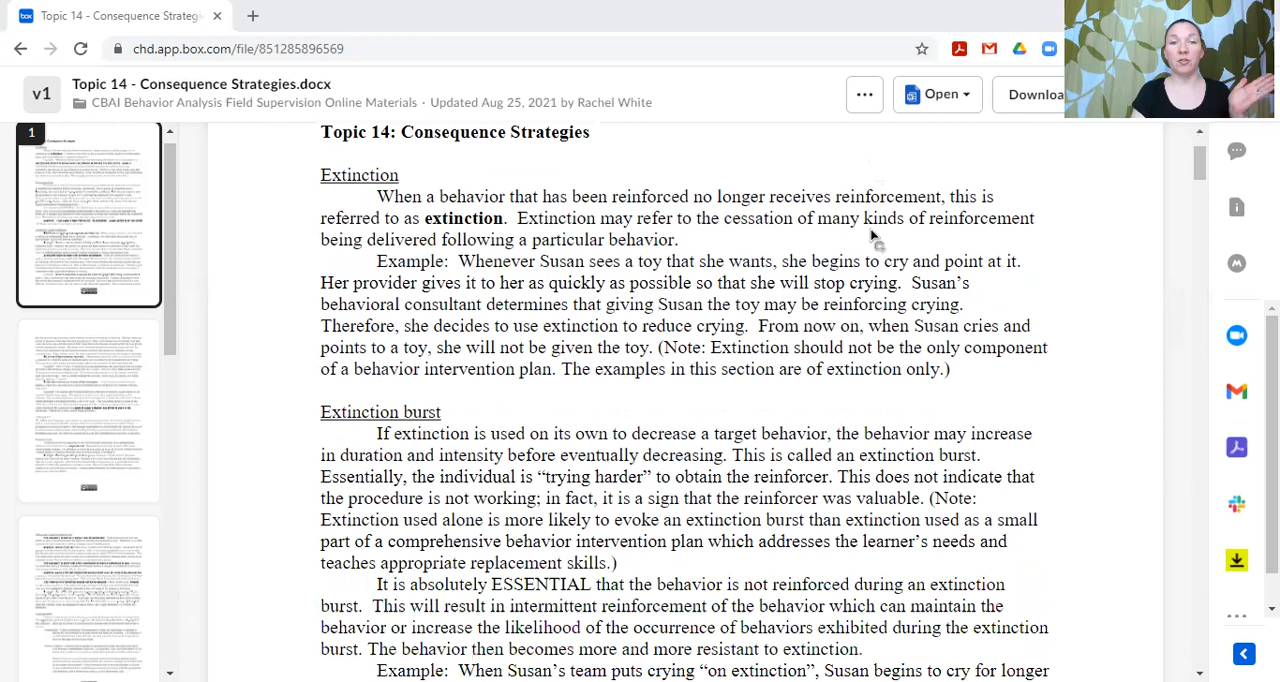 Topic 14 - Consequence Strateg
chd.app.box.com/file/851285896569
v1
Topic 14 - Consequence Strategies.docx
CBAI Behavior Analysis Field Supervision Online Materials · Updated Aug 25, 2021 by Rachel White
Open
Downloa
1
Topic 14: Consequence Strategies
Extinction
When a behavior than has been reinforced no longer receives reinforcement, this is
referred to as extinction. Extinction may refer to the cessation of many kinds of reinforcement
being delivered following a particular behavior.
Example: When Susan sees a toy that she wants, she begins to cry and point at it.
Her provider gives it to her as quickly as possible so that she will stop crying. Susan's
behavioral consultant determines that giving Susan the toy may be reinforcing crying.
Therefore, she decides to use extinction to reduce crying. From now on, when Susan cries and
points to a toy, she will not be given the toy. (Note: Extinction should not be the only component
of a behavior intervention plan. The examples in this section are of extinction only.)
Extinction burst
If extinction is used on its own to decrease a target behavior, the behavior may increase
in duration and intensity before eventually decreasing. This is called an extinction burst.
Essentially, the individual is "trying harder" to obtain the reinforcer. This does not indicate that
the procedure is not working; in fact, it is a sign that the reinforcer was valuable. (Note:
Extinction used alone is more likely to evoke an extinction burst than extinction used as a small
part of a comprehensive behavior intervention plan which honors the learner's needs and
teaches appropriate replacement skills.)
It is absolutely ESSENTIAL that the behavior is not reinforced during an extinction
burst. This will result in intermittent reinforcement of the behavior which can maintain the
behavior and increase the likelihood of the occurrence of behaviors exhibited during the extinction
burst. The behavior may become more and more resistant to extinction.
Example: When Susan's team puts crying "on extinction", Susan begins to cry for longer